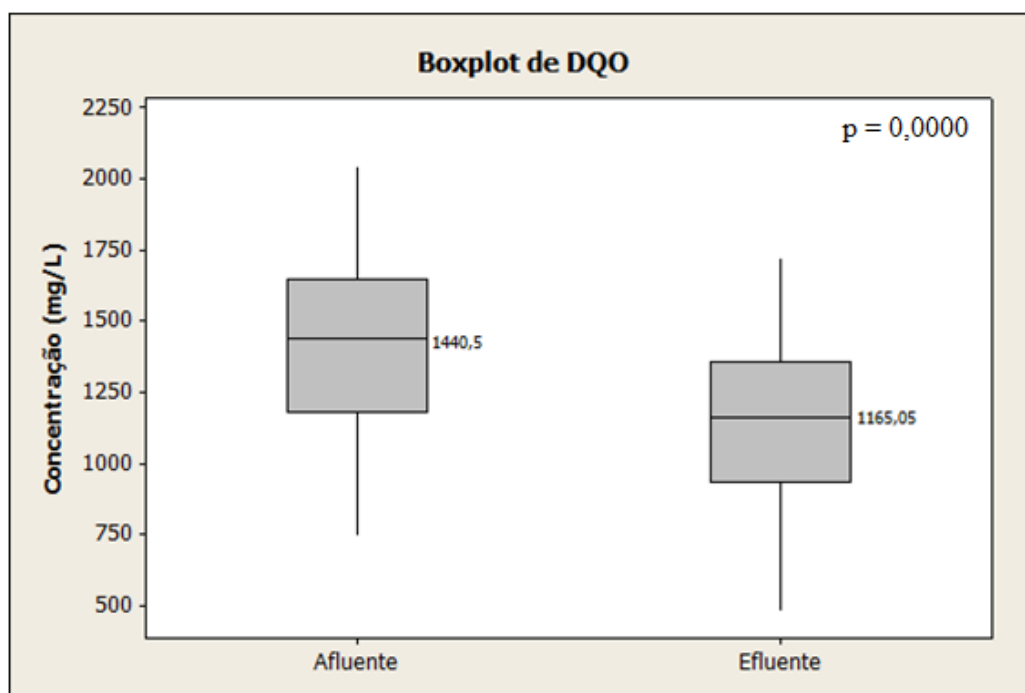 Boxplot de DQO
p = 0,0000
Concentração (mg/L)
2250
2000
1750
1500
1250
1000
750
500
1440,5
1165,05
Afluente
Efluente